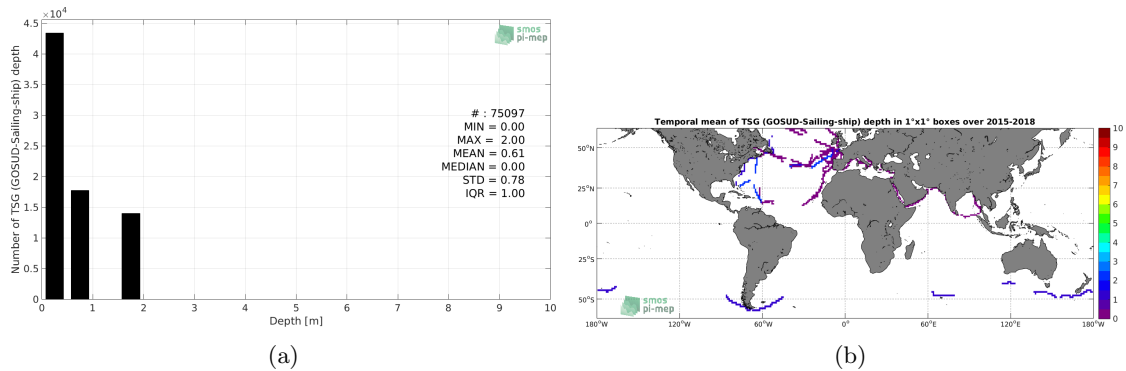 ×10⁴
4.5
4
3.5
3
2.5
2
1.5
1
0.5
0
Number of TSG (GOSUD-Sailing-ship) depth
smos
pi-mep
# : 75097
MIN = 0.00
MAX = 2.00
MEAN = 0.61
MEDIAN = 0.00
STD = 0.78
IQR = 1.00
0 1 2 3 4 5 6 7 8 9 10
Depth [m]
(a)
Temporal mean of TSG (GOSUD-Sailing-ship) depth in 1°x1° boxes over 2015-2018
50°N
25°N
0°
25°S
50°S
smos
pi-mep
180°W 120°W 60°W 0° 60°E 120°E 180°W
10
9
8
7
6
5
4
3
2
1
0
(b)